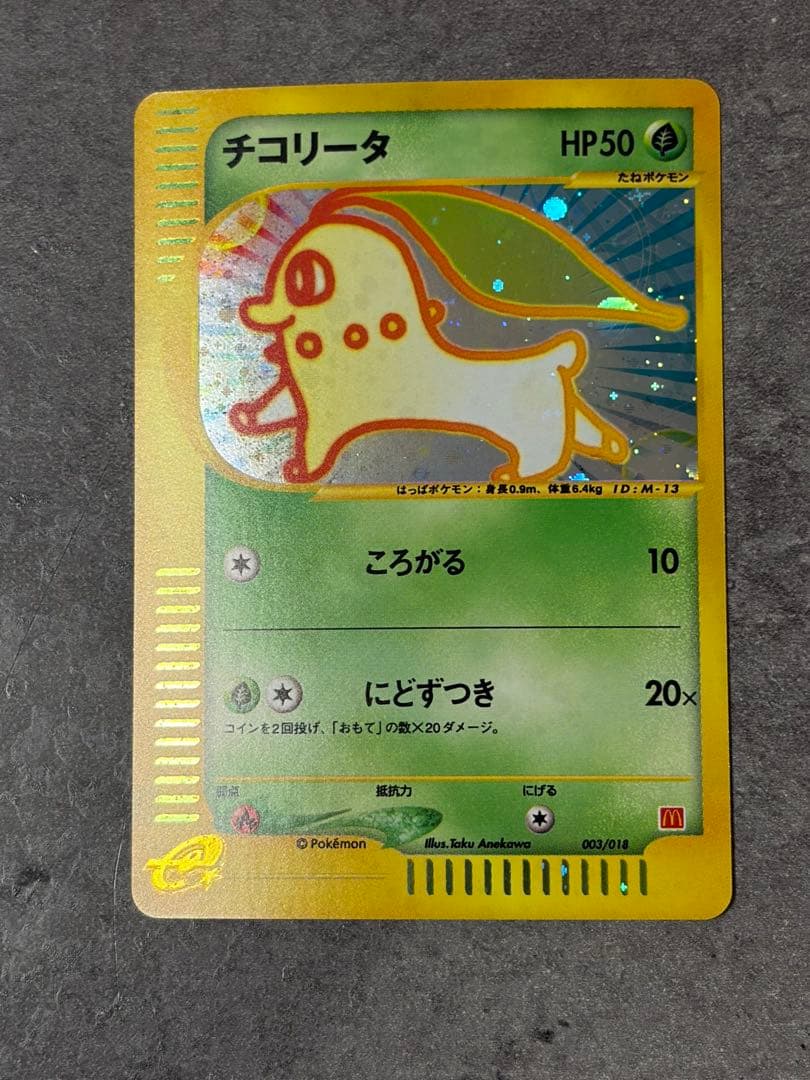 チコリータ HP50
たねポケモン
はっぱポケモン：身長0.9m、体重6.4kg ID:M-13
ころがる 10
にどずつき 20×
コインを2回投げ、「おもて」の数×20ダメージ。
弱点 抵抗力 にげる
© Pokémon Illus.Taku Anekawa 003/018